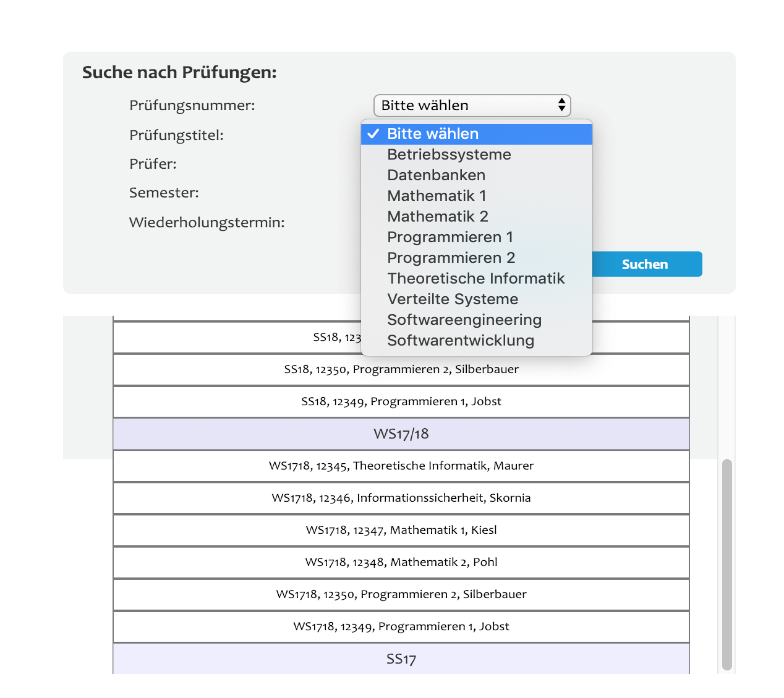 Suche nach Prüfungen:
Prüfungsnummer:
Bitte wählen
Prüfungstitel:
Prüfer:
Semester:
Wiederholungstermin:
✓ Bitte wählen
Betriebssysteme
Datenbanken
Mathematik 1
Mathematik 2
Programmieren 1
Programmieren 2
Theoretische Informatik
Verteilte Systeme
Softwareengineering
Softwarentwicklung
Suchen
SS18, 123
SS18, 12350, Programmieren 2, Silberbauer
SS18, 12349, Programmieren 1, Jobst
WS17/18
WS1718, 12345, Theoretische Informatik, Maurer
WS1718, 12346, Informationssicherheit, Skornia
WS1718, 12347, Mathematik 1, Kiesl
WS1718, 12348, Mathematik 2, Pohl
WS1718, 12350, Programmieren 2, Silberbauer
WS1718, 12349, Programmieren 1, Jobst
SS17